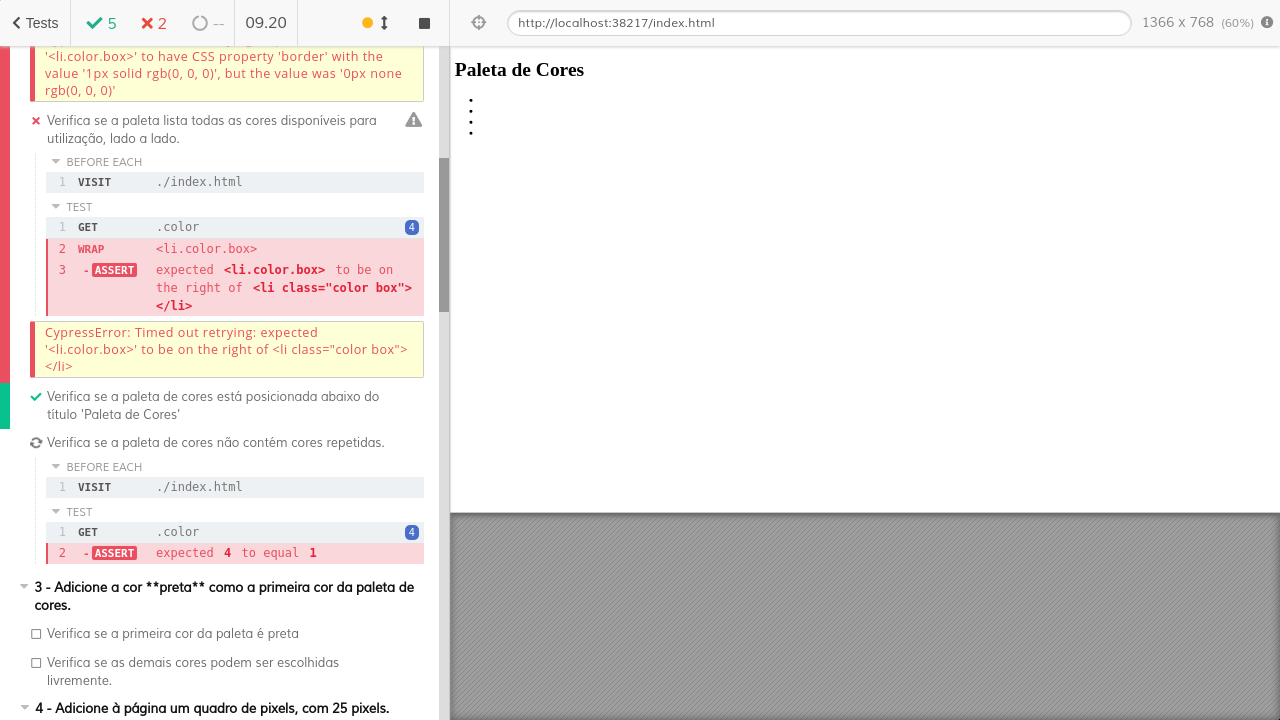 Tests
5
2
--
09.20
http://localhost:38217/index.html
1366 x 768 (60%)
'<li.color.box>' to have CSS property 'border' with the
value '1px solid rgb(0, 0, 0)', but the value was '0px none
rgb(0, 0, 0)'
Verifica se a paleta lista todas as cores disponíveis para
utilização, lado a lado.
BEFORE EACH
1 VISIT ./index.html
TEST
1 GET .color 4
2 WRAP <li.color.box>
3 -ASSERT expected <li.color.box> to be on
the right of <li class="color box">
</li>
CypressError: Timed out retrying: expected
'<li.color.box>' to be on the right of <li class="color box">
</li>
Verifica se a paleta de cores está posicionada abaixo do
título 'Paleta de Cores'
Verifica se a paleta de cores não contém cores repetidas.
BEFORE EACH
1 VISIT ./index.html
TEST
1 GET .color 4
2 -ASSERT expected 4 to equal 1
3 - Adicione a cor **preta** como a primeira cor da paleta de
cores.
Verifica se a primeira cor da paleta é preta
Verifica se as demais cores podem ser escolhidas
livremente.
4 - Adicione à página um quadro de pixels, com 25 pixels.
Paleta de Cores